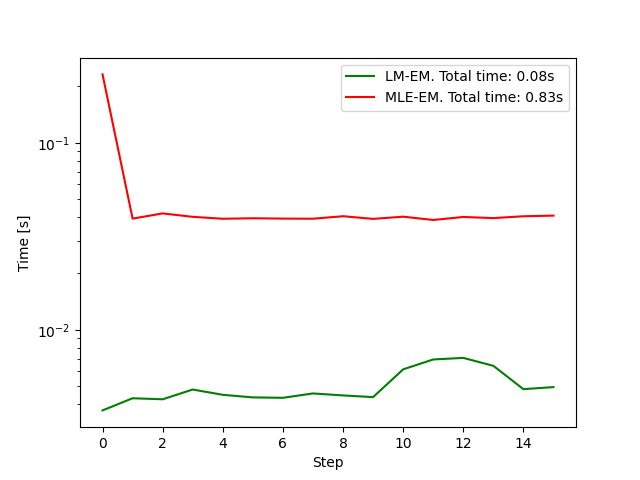 LM-EM. Total time: 0.08s
MLE-EM. Total time: 0.83s
10⁻¹
10⁻²
Time [s]
0 2 4 6 8 10 12 14
Step